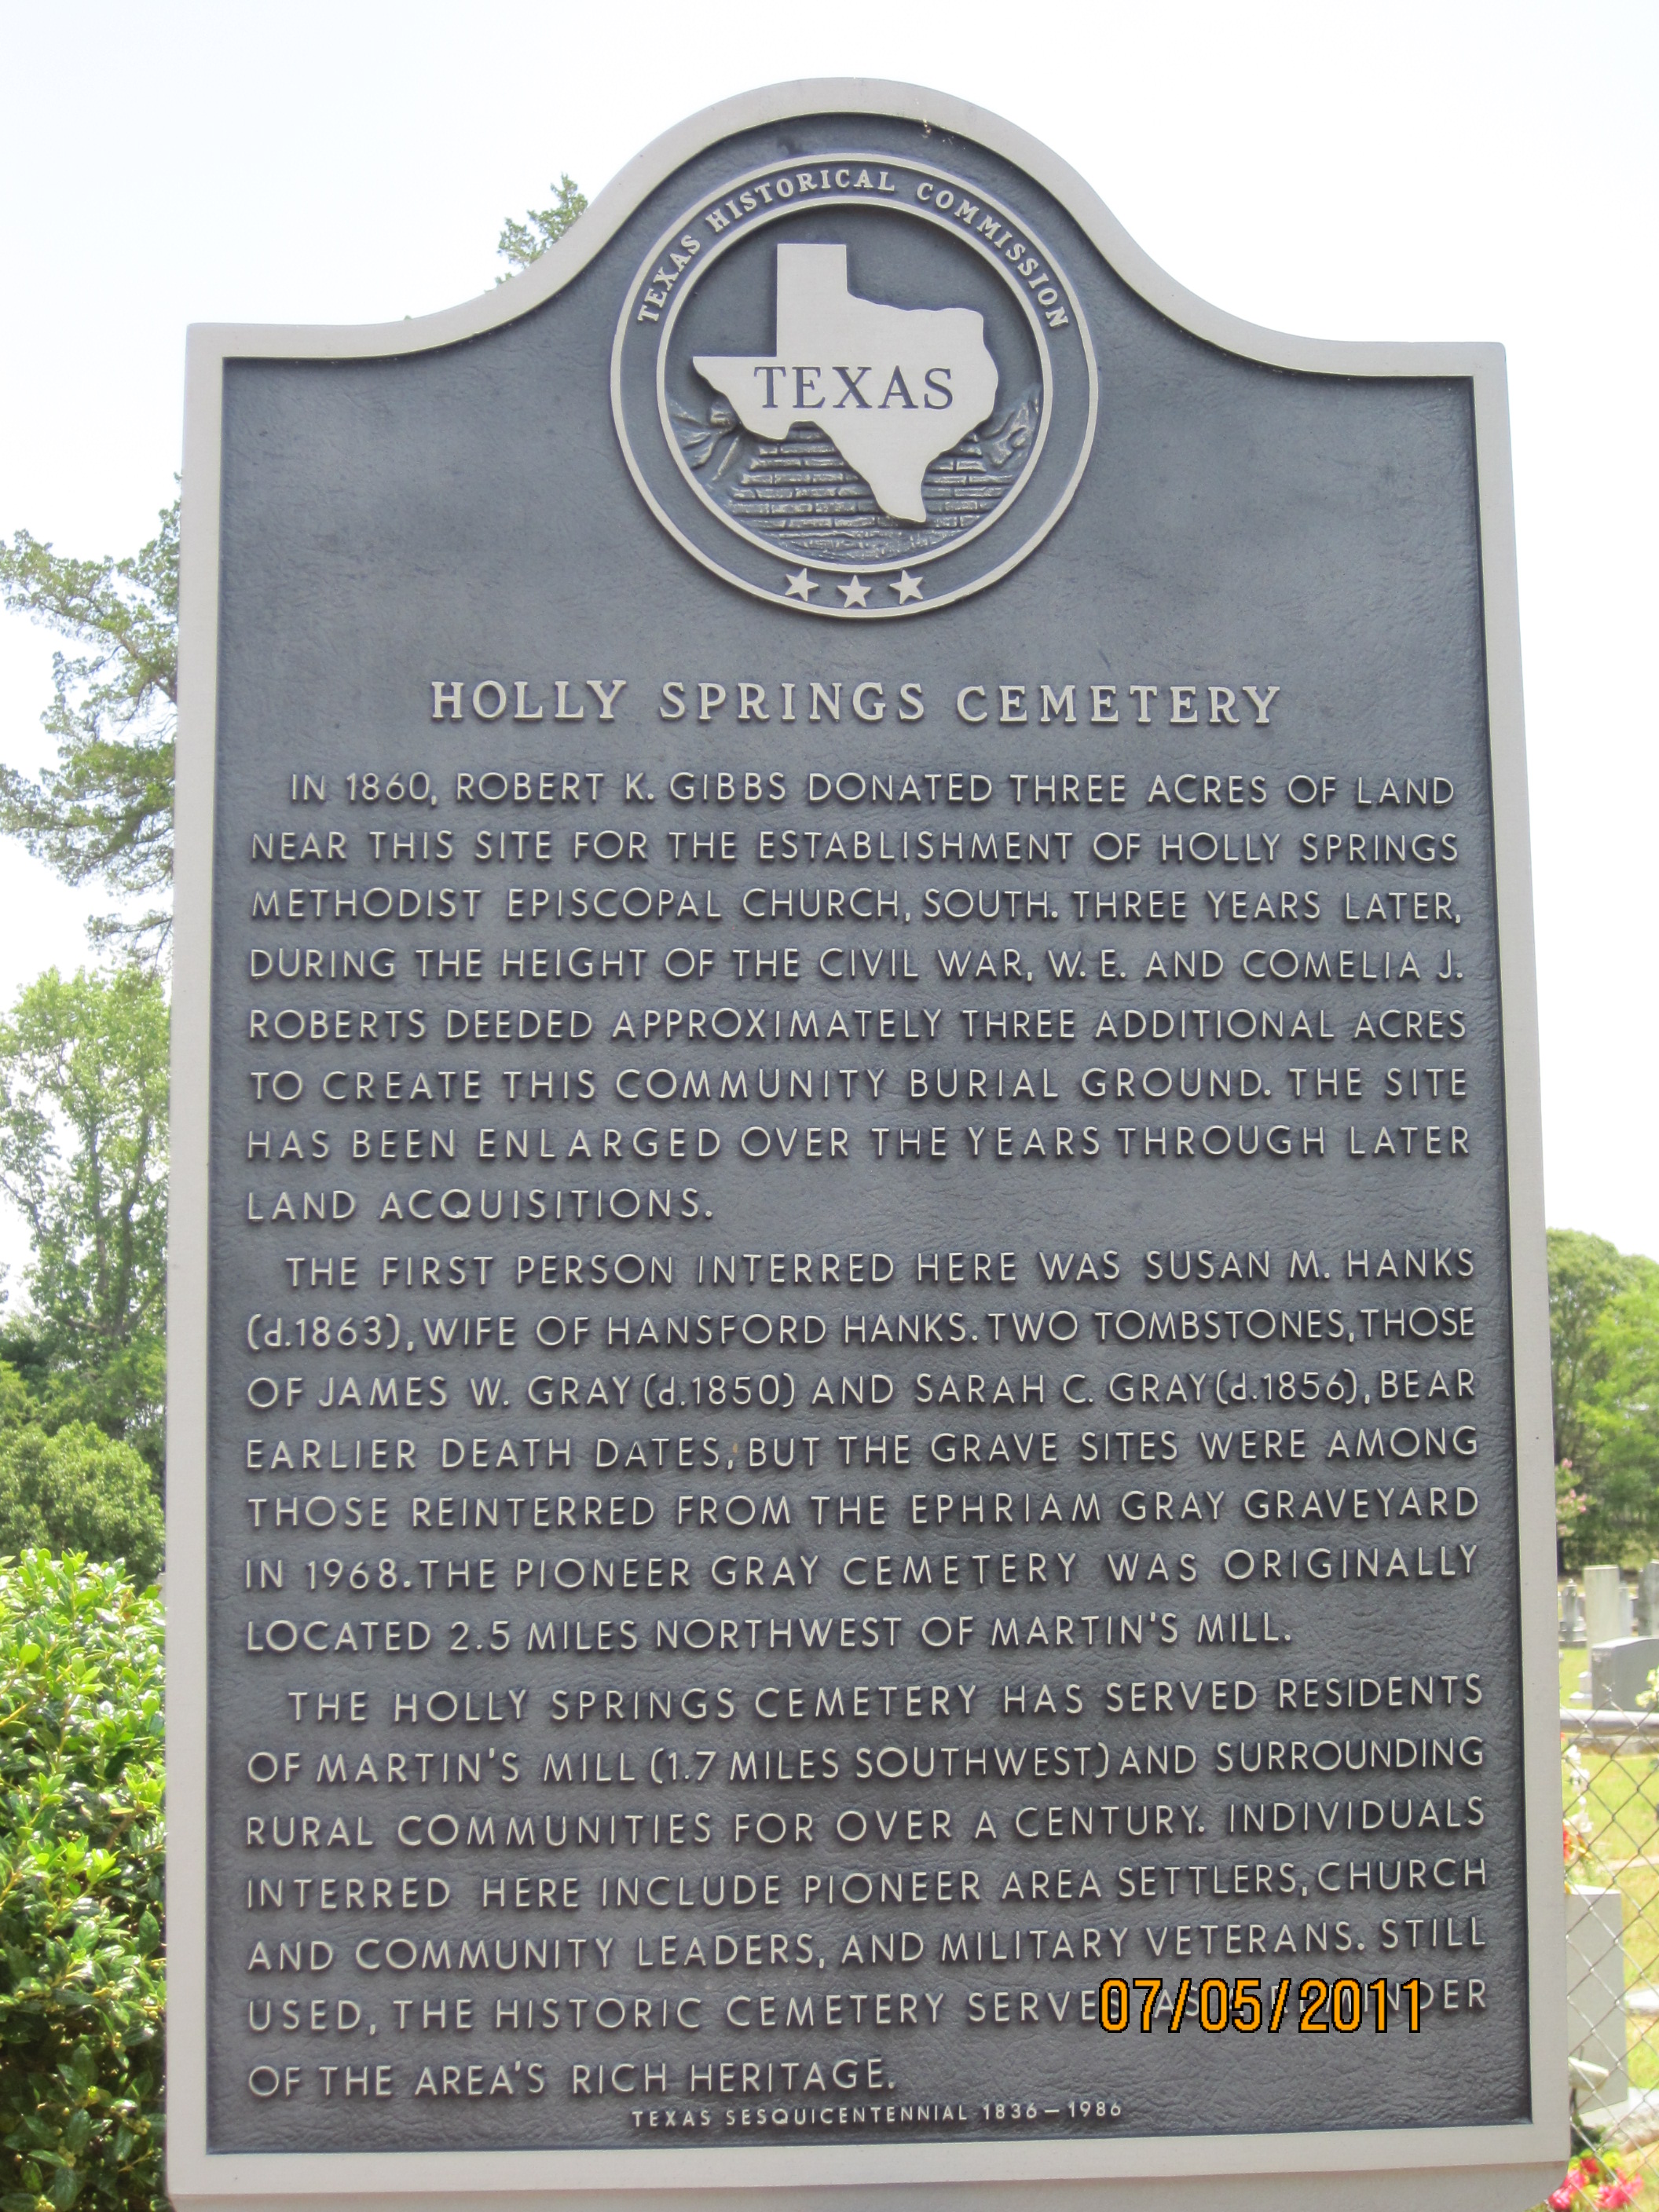 TEXAS HISTORICAL COMMISSION
TEXAS
HOLLY SPRINGS CEMETERY
IN 1860, ROBERT K. GIBBS DONATED THREE ACRES OF LAND
NEAR THIS SITE FOR THE ESTABLISHMENT OF HOLLY SPRINGS
METHODIST EPISCOPAL CHURCH, SOUTH. THREE YEARS LATER,
DURING THE HEIGHT OF THE CIVIL WAR, W. E. AND COMELIA J.
ROBERTS DEEDED APPROXIMATELY THREE ADDITIONAL ACRES
TO CREATE THIS COMMUNITY BURIAL GROUND. THE SITE
HAS BEEN ENLARGED OVER THE YEARS THROUGH LATER
LAND ACQUISITIONS.
THE FIRST PERSON INTERRED HERE WAS SUSAN M. HANKS
(d.1863), WIFE OF HANSFORD HANKS. TWO TOMBSTONES, THOSE
OF JAMES W. GRAY (d.1850) AND SARAH C. GRAY (d.1856), BEAR
EARLIER DEATH DATES, BUT THE GRAVE SITES WERE AMONG
THOSE REINTERRED FROM THE EPHRIAM GRAY GRAVEYARD
IN 1968. THE PIONEER GRAY CEMETERY WAS ORIGINALLY
LOCATED 2.5 MILES NORTHWEST OF MARTIN'S MILL.
THE HOLLY SPRINGS CEMETERY HAS SERVED RESIDENTS
OF MARTIN'S MILL (1.7 MILES SOUTHWEST) AND SURROUNDING
RURAL COMMUNITIES FOR OVER A CENTURY. INDIVIDUALS
INTERRED HERE INCLUDE PIONEER AREA SETTLERS, CHURCH
AND COMMUNITY LEADERS, AND MILITARY VETERANS. STILL
USED, THE HISTORIC CEMETERY SERVES AS
07/05/2011
OF THE AREA'S RICH HERITAGE.
TEXAS SESQUICENTENNIAL 1836-1986